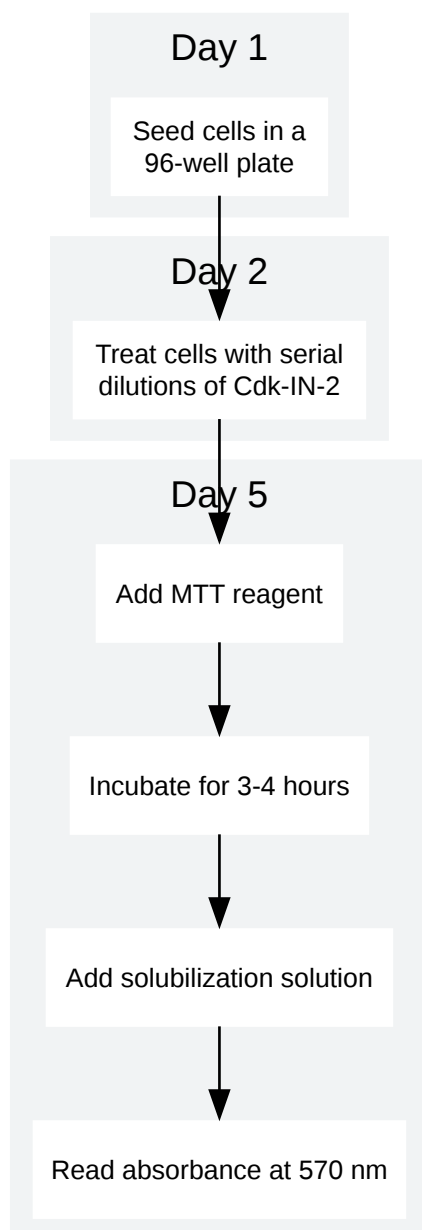 Day 1
Seed cells in a
96-well plate
Day 2
Treat cells with serial
dilutions of Cdk-IN-2
Day 5
Add MTT reagent
Incubate for 3-4 hours
Add solubilization solution
Read absorbance at 570 nm